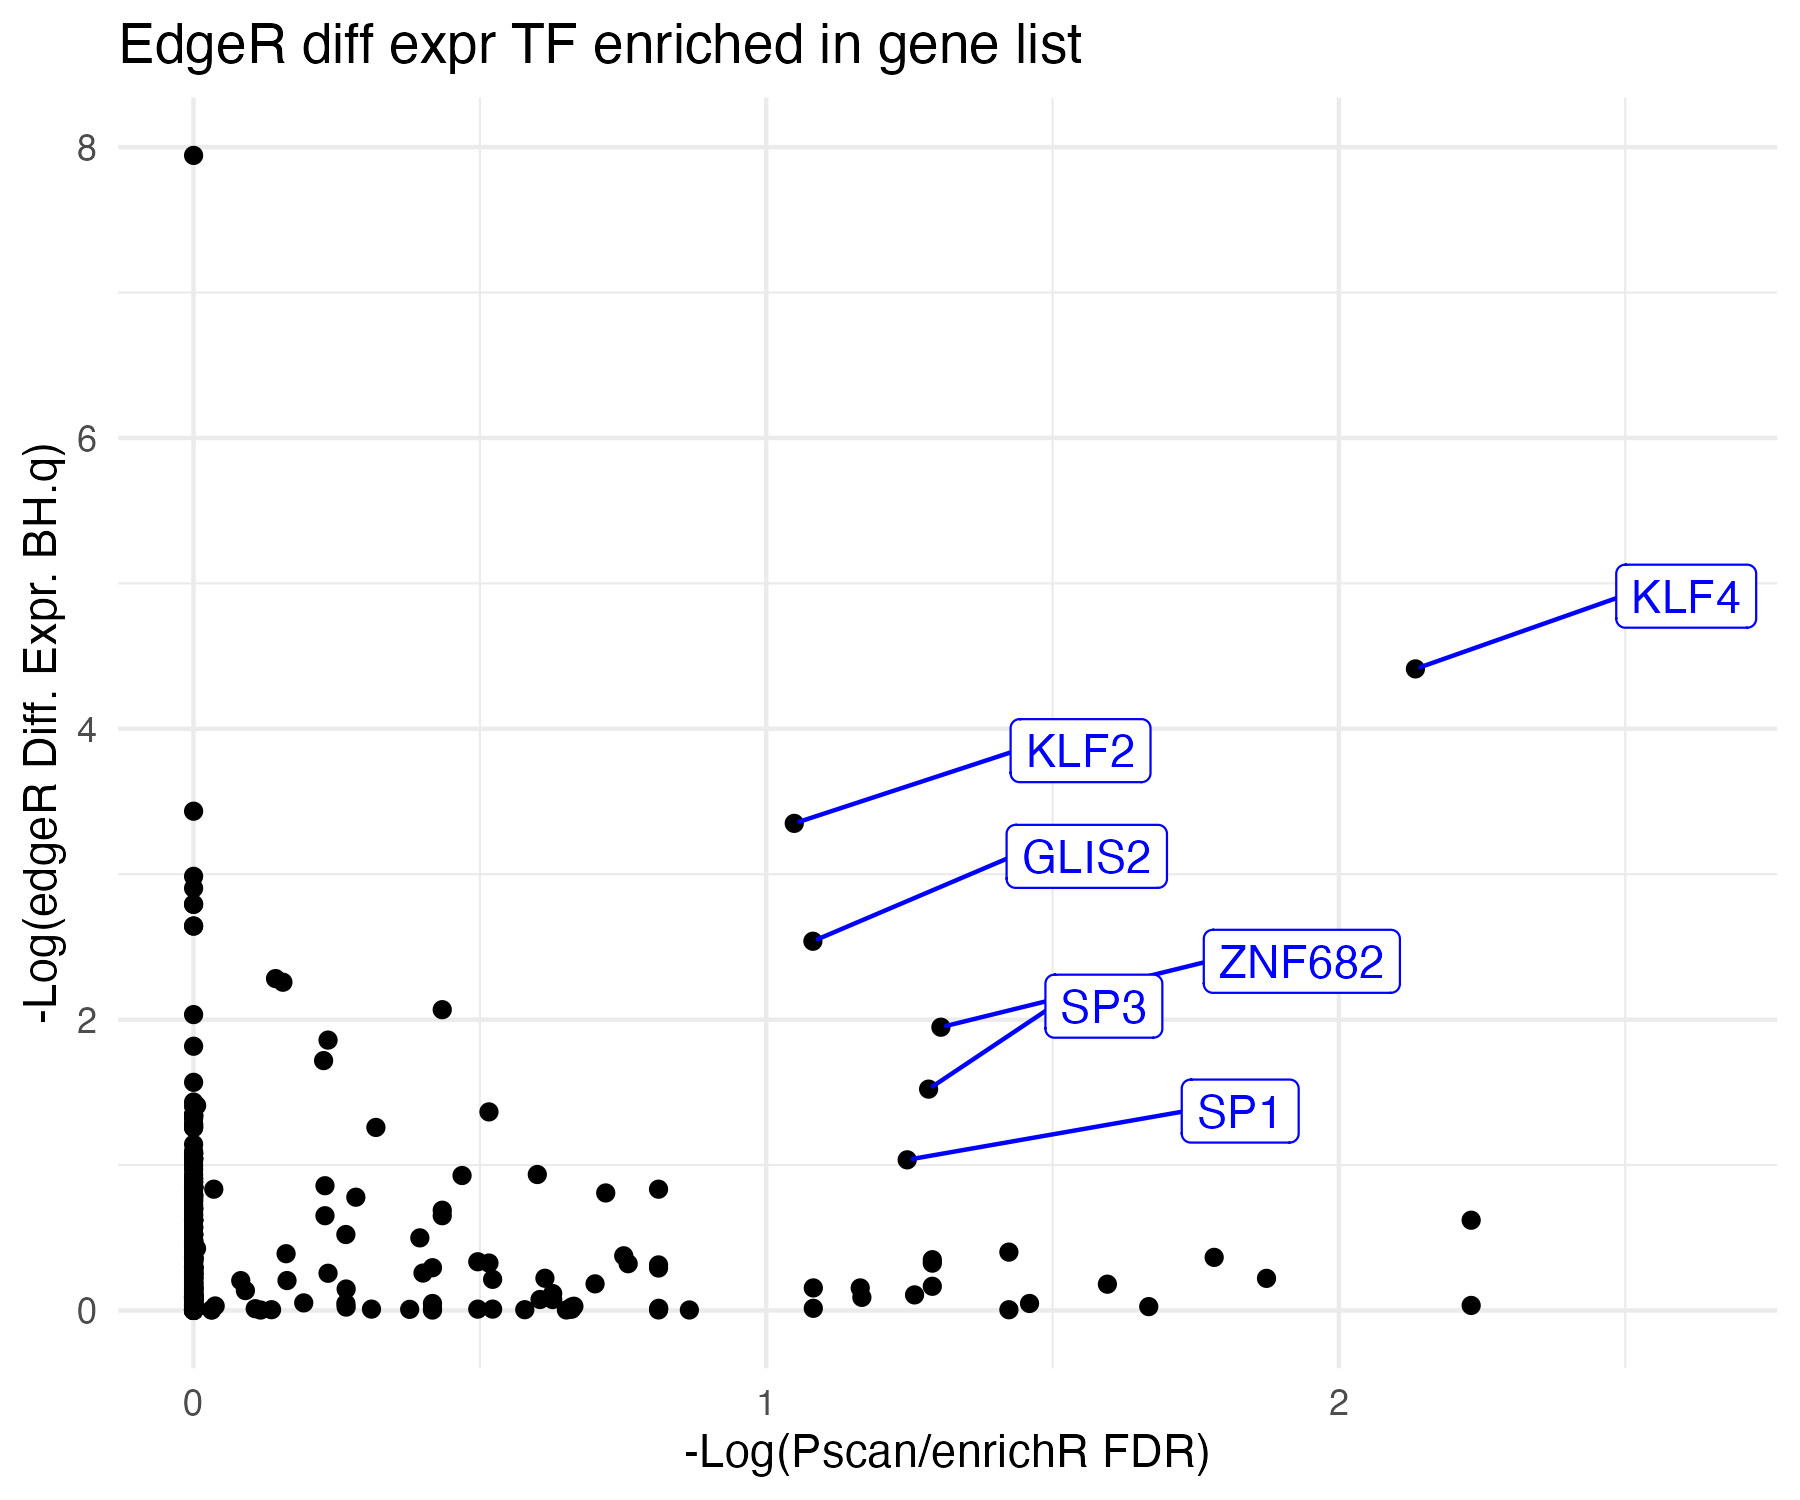 EdgeR diff expr TF enriched in gene list
-Log(edgeR Diff. Expr. BH.q)
8
6
4
2
0
KLF4
KLF2
GLIS2
ZNF682
SP3
SP1
0
1
2
-Log(Pscan/enrichR FDR)